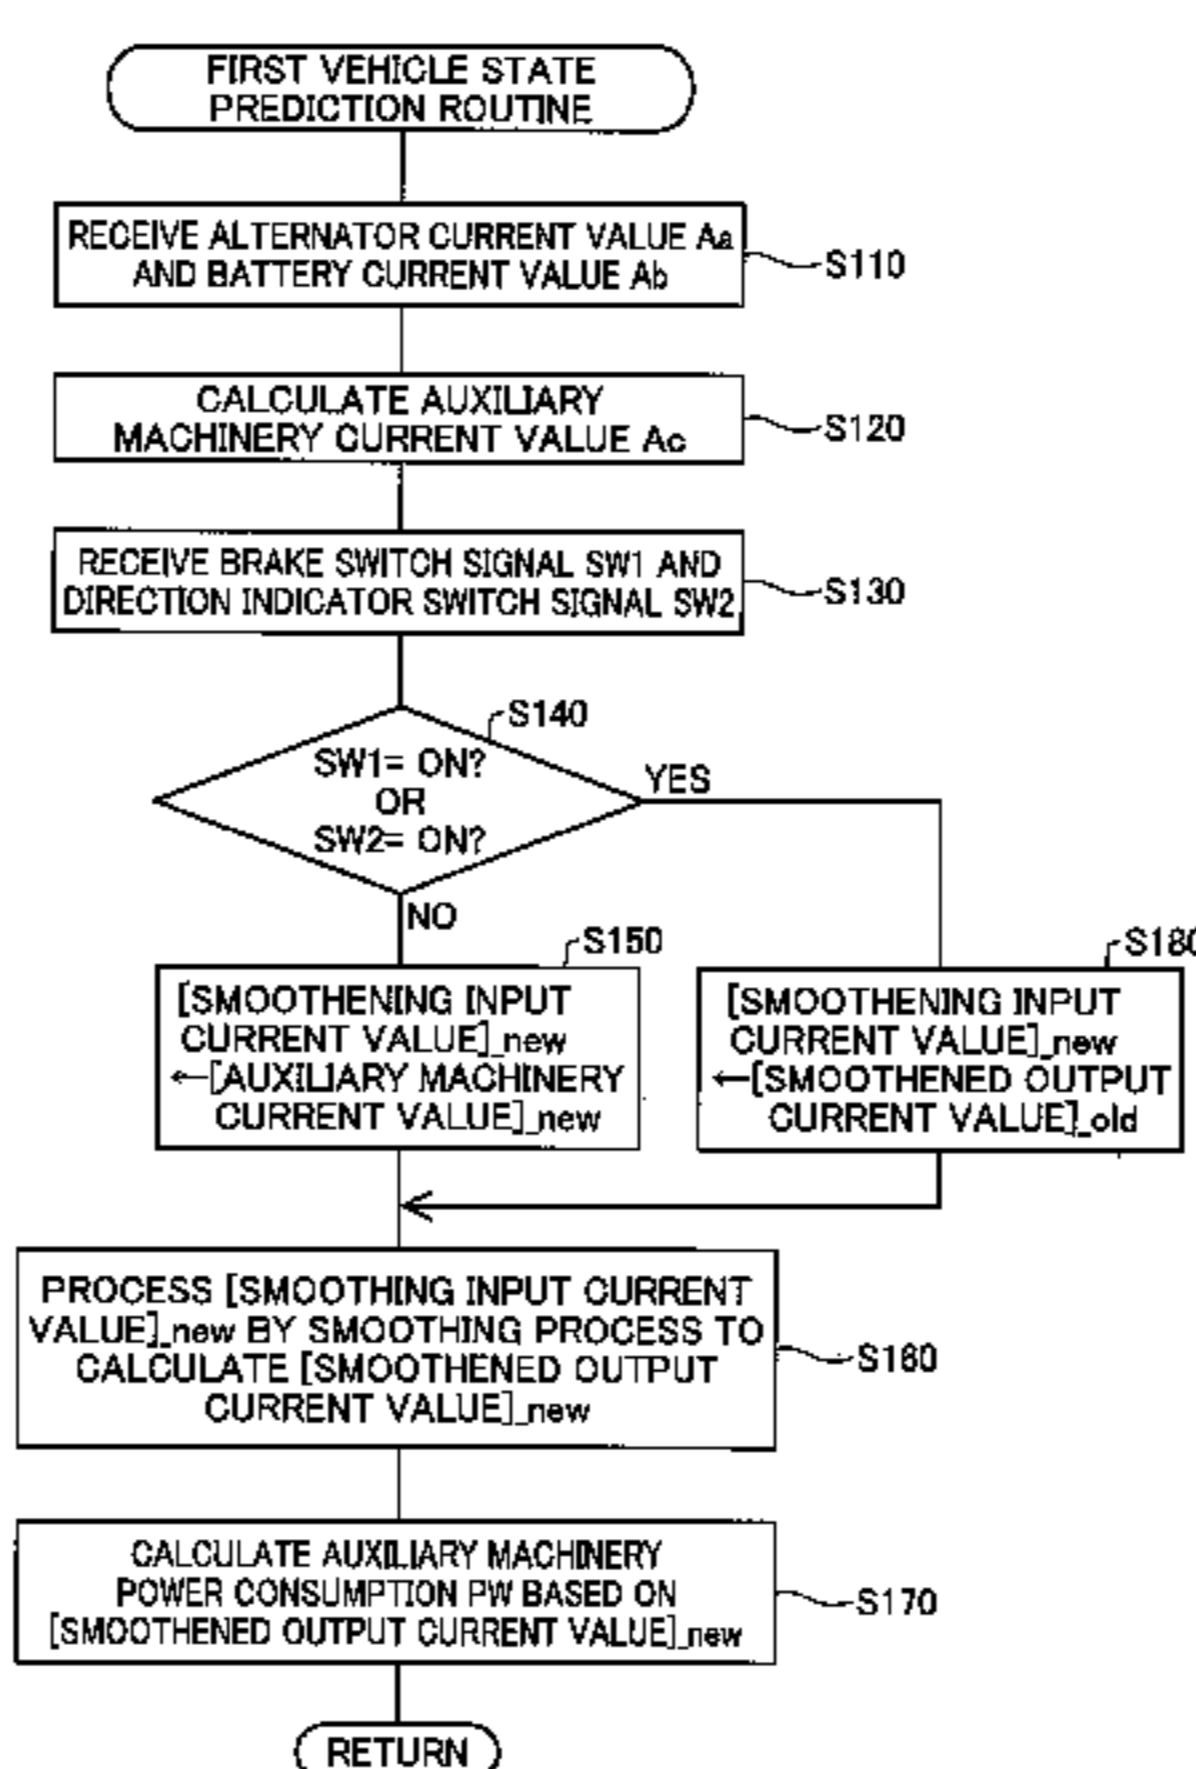 FIRST VEHICLE STATE
PREDICTION ROUTINE
RECEIVE ALTERNATOR CURRENT VALUE Aa
AND BATTERY CURRENT VALUE Ab
S110
CALCULATE AUXILIARY
MACHINERY CURRENT VALUE Ac
S120
RECEIVE BRAKE SWITCH SIGNAL SW1 AND
DIRECTION INDICATOR SWITCH SIGNAL SW2
S130
S140
SW1= ON?
OR
SW2= ON?
YES
NO
S150
[SMOOTHENING INPUT
CURRENT VALUE]_new
←[AUXILIARY MACHINERY
CURRENT VALUE]_new
S180
[SMOOTHENING INPUT
CURRENT VALUE]_new
←[SMOOTHENED OUTPUT
CURRENT VALUE]_old
PROCESS [SMOOTHING INPUT CURRENT
VALUE]_new BY SMOOTHING PROCESS TO
CALCULATE [SMOOTHENED OUTPUT
CURRENT VALUE]_new
S160
CALCULATE AUXILIARY MACHINERY
POWER CONSUMPTION PW BASED ON
[SMOOTHENED OUTPUT CURRENT VALUE]_new
S170
RETURN